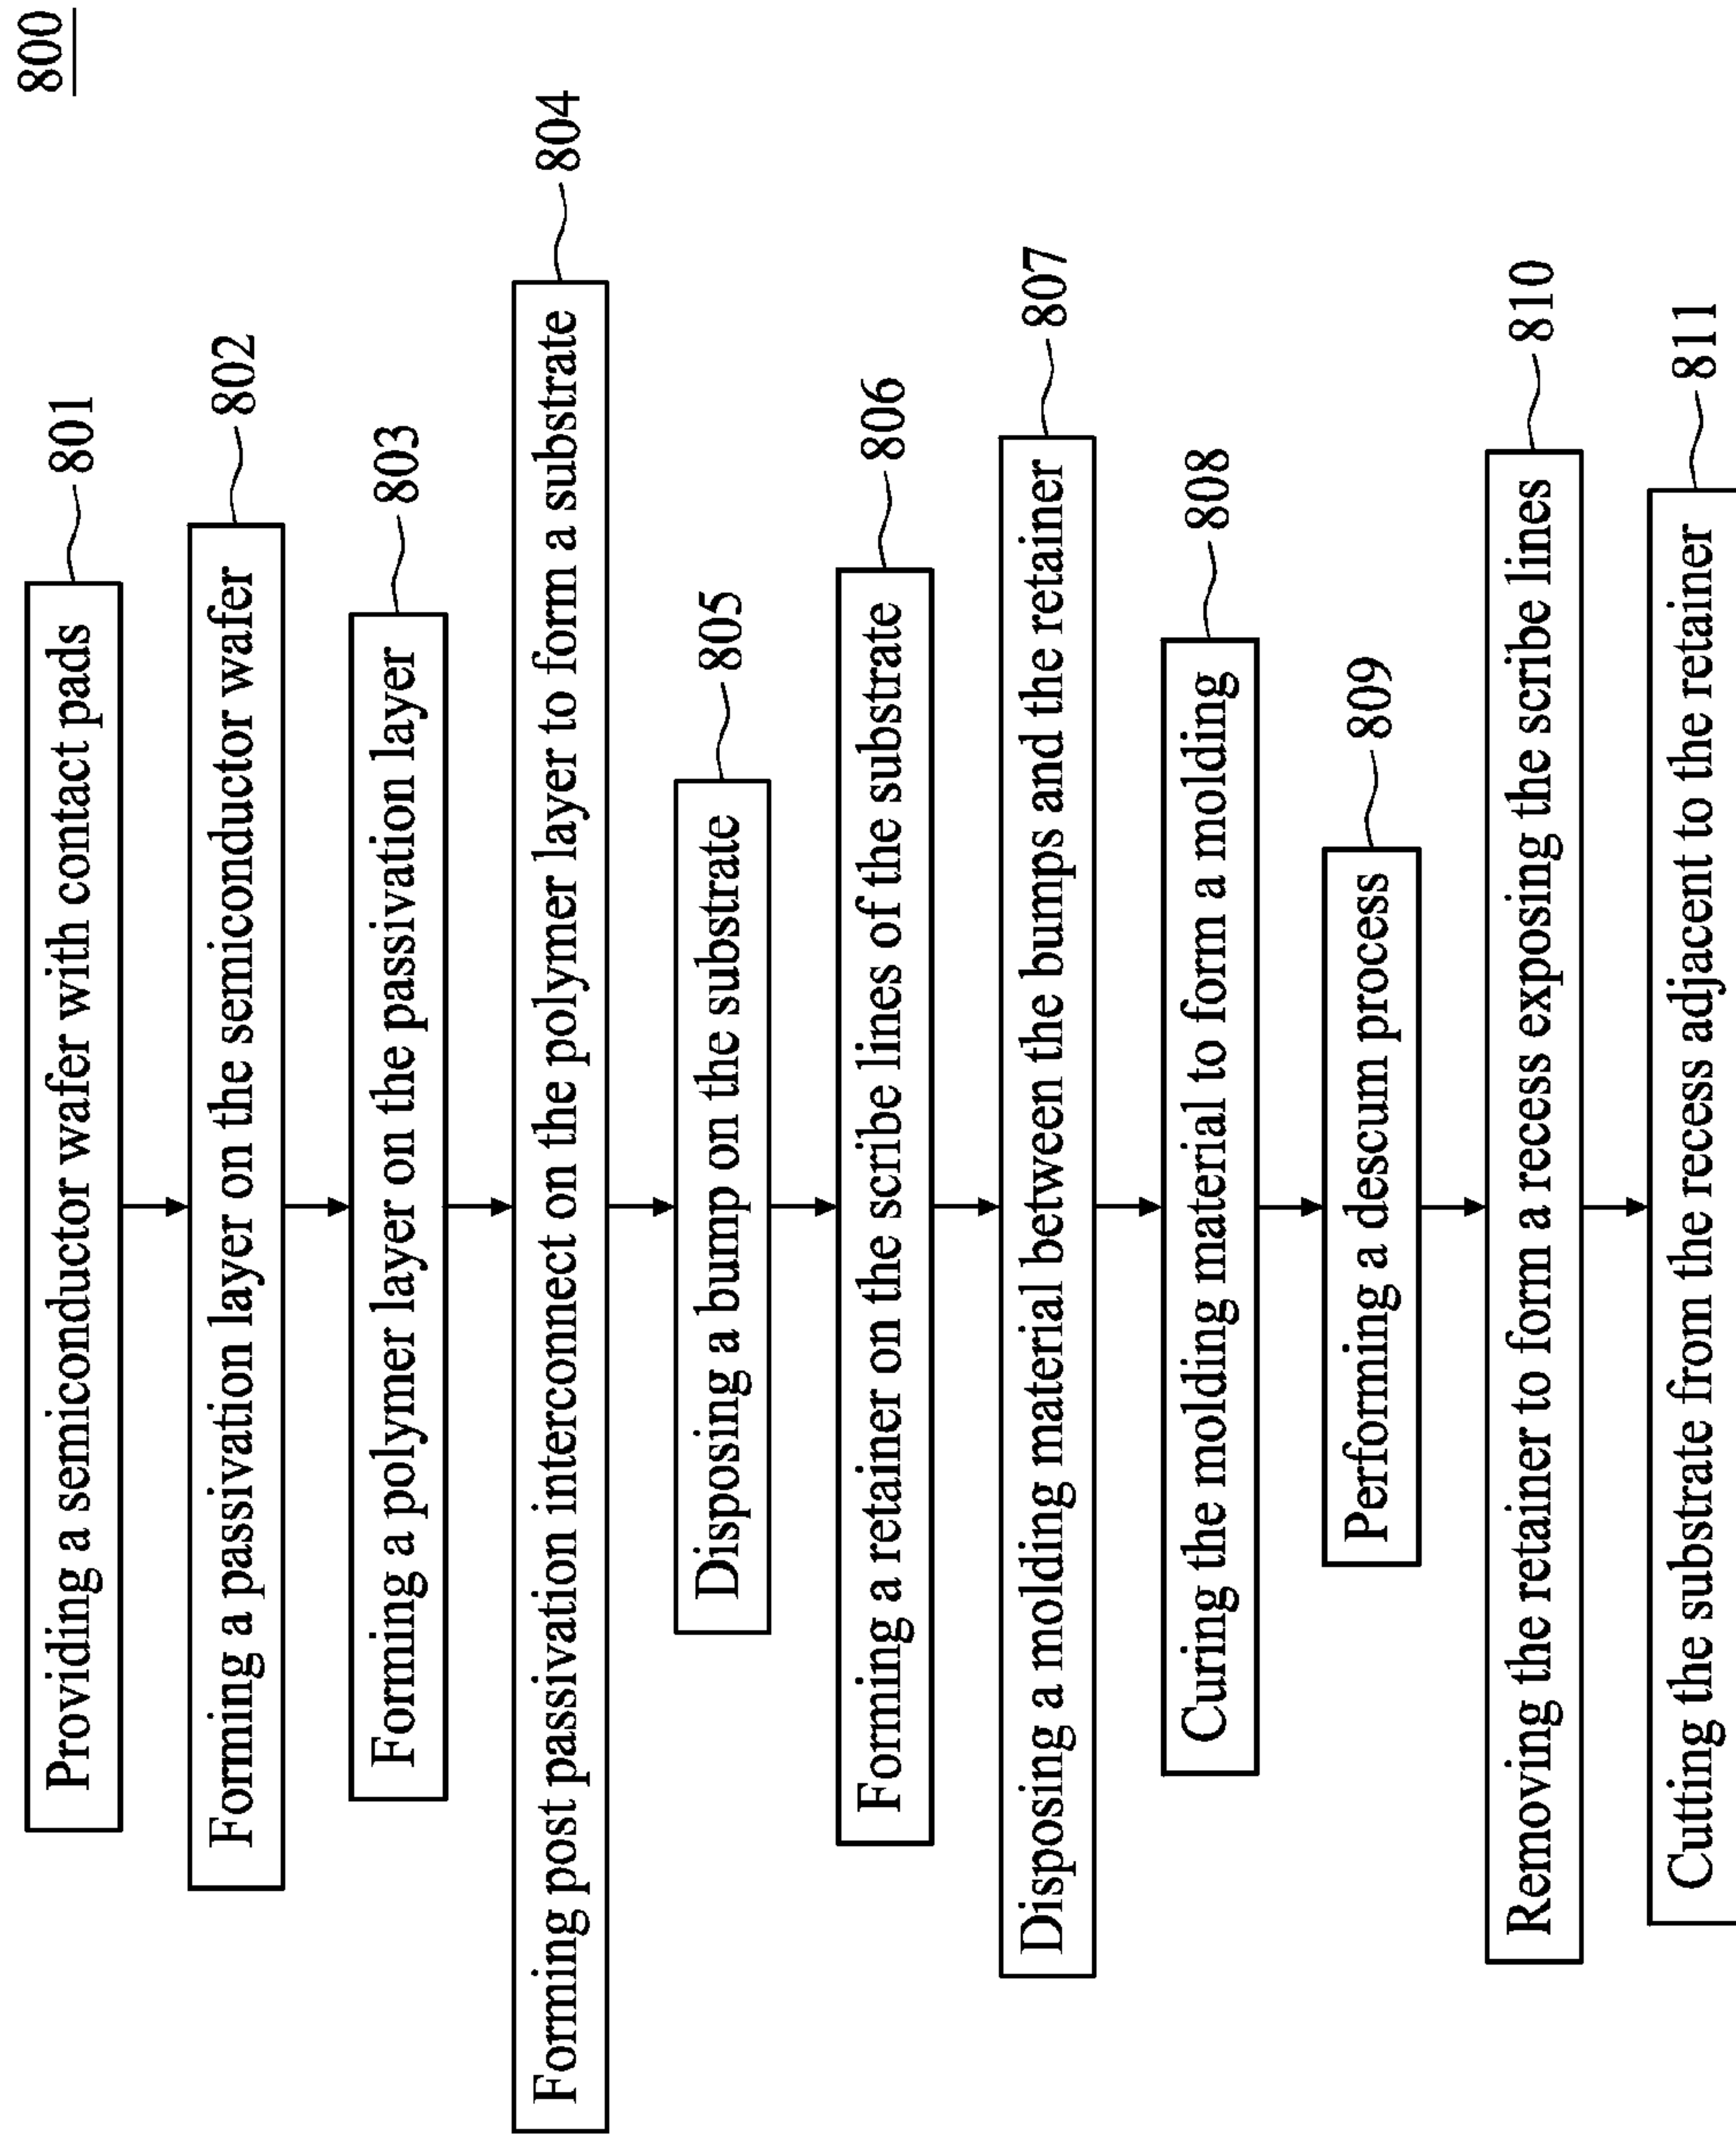 800
Providing a semiconductor wafer with contact pads
801
Forming a passivation layer on the semiconductor wafer
802
Forming a polymer layer on the passivation layer
803
Forming post passivation interconnect on the polymer layer to form a substrate
804
Disposing a bump on the substrate
805
Forming a retainer on the scribe lines of the substrate
806
Disposing a molding material between the bumps and the retainer
807
Curing the molding material to form a molding
808
Performing a descum process
809
Removing the retainer to form a recess exposing the scribe lines
810
Cutting the substrate from the recess adjacent to the retainer
811